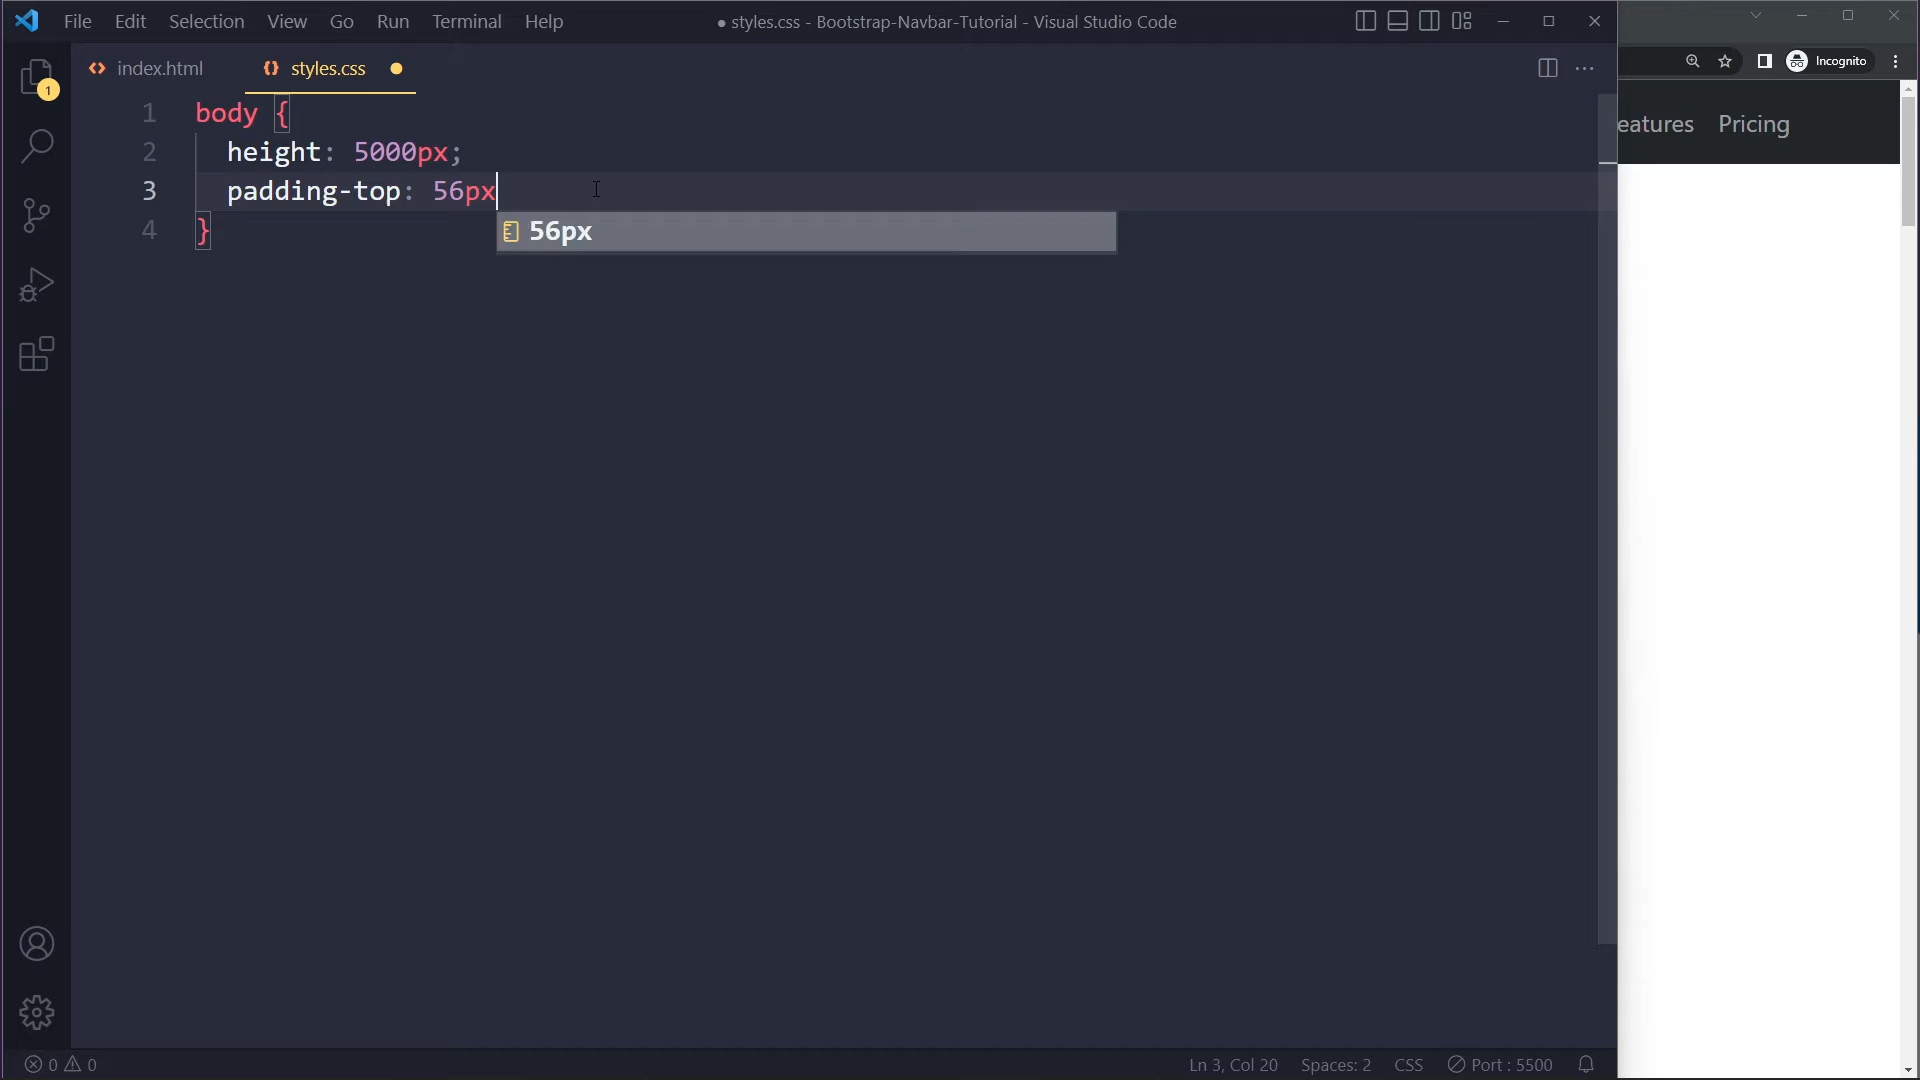 File Edit Selection View Go Run Terminal Help ● styles.css - Bootstrap-Navbar-Tutorial - Visual Studio Code
Incognito
index.html styles.css
1
eatures Pricing
1 body {
2 height: 5000px;
3 padding-top: 56px
4 }
56px
0 0 Ln 3, Col 20 Spaces: 2 CSS Port : 5500